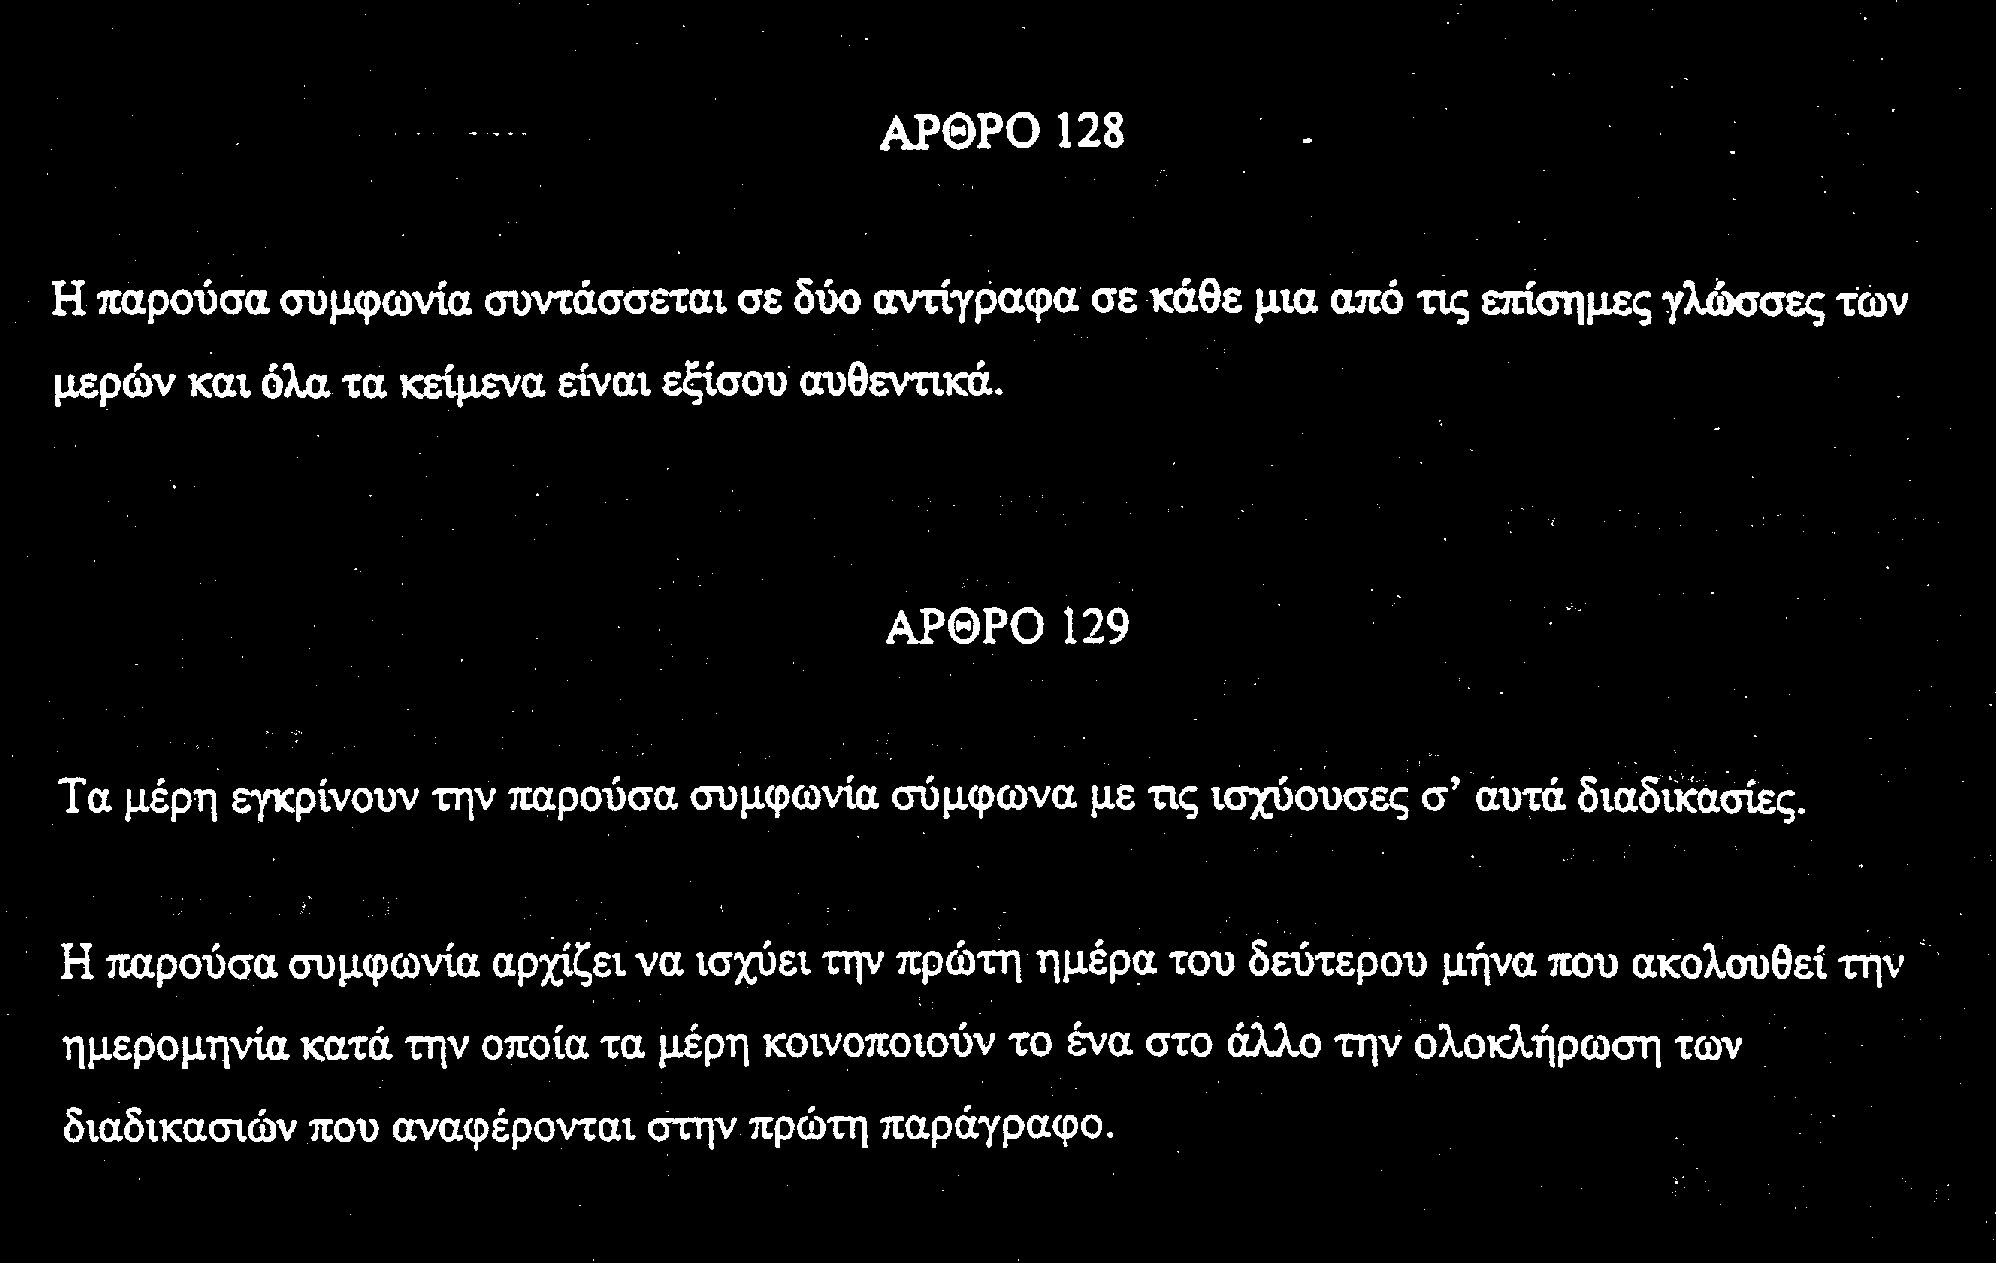 ΑΡΘΡΟ 128
Η παρούσα συμφωνία συντάσσεται σε δύο αντίγραφα σε κάθε μια από τις επίσημες γλώσσες των
μερών και όλα τα κείμενα είναι εξίσου αυθεντικά.
ΑΡΘΡΟ 129
Τα μέρη εγκρίνουν την παρούσα συμφωνία σύμφωνα με τις ισχύουσες σ' αυτά διαδικασίες.
Η παρούσα συμφωνία αρχίζει να ισχύει την πρώτη ημέρα του δεύτερου μήνα που ακολουθεί την
ημερομηνία κατά την οποία τα μέρη κοινοποιούν το ένα στο άλλο την ολοκλήρωση των
διαδικασιών που αναφέρονται στην πρώτη παράγραφο.